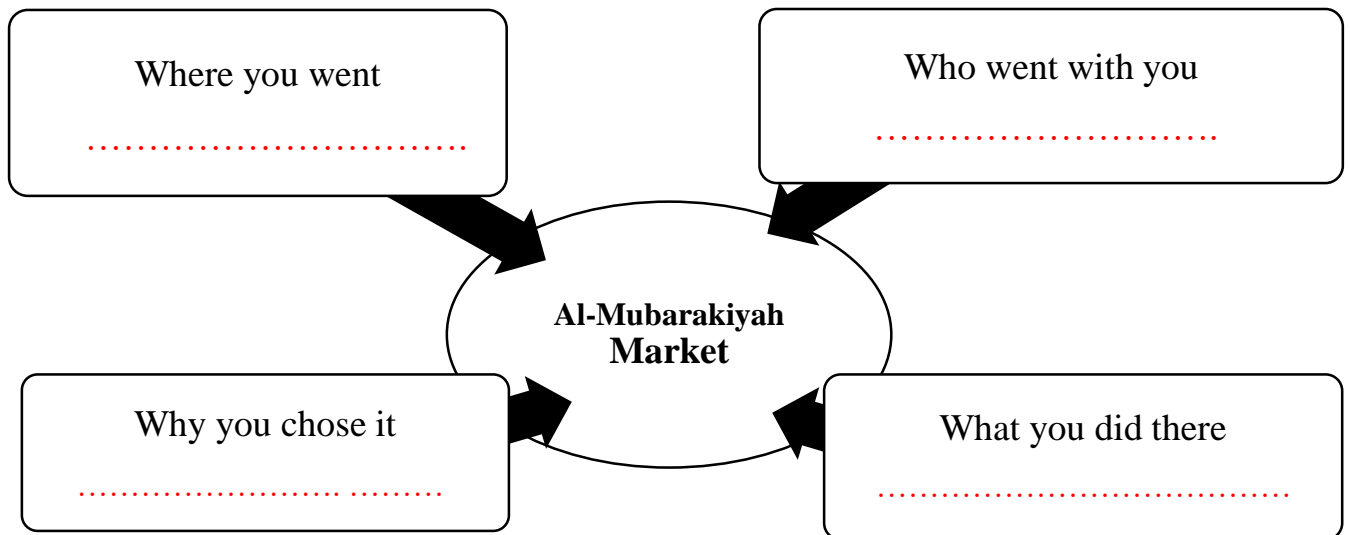 Where you went
……………………………
Who went with you
…………………………
Al-Mubarakiyah
Market
Why you chose it
…………………… ………
What you did there
…………………………………